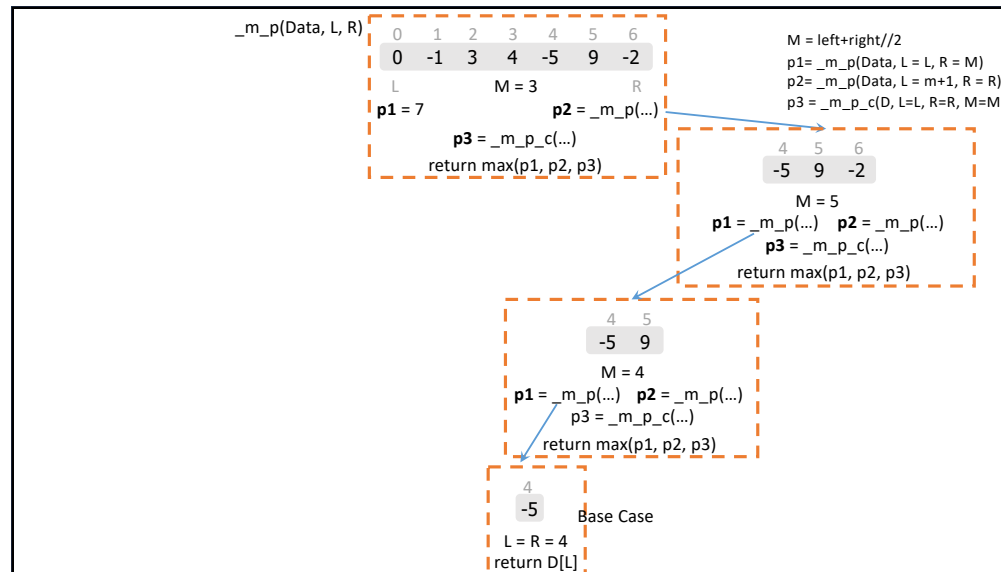 _m_p(Data, L, R)
0 1 2 3 4 5 6
0 -1 3 4 -5 9 -2
L M = 3 R
p1 = 7 p2 = _m_p(…)
p3 = _m_p_c(…)
return max(p1, p2, p3)
M = left+right//2
p1= _m_p(Data, L = L, R = M)
p2= _m_p(Data, L = m+1, R = R)
p3 = _m_p_c(D, L=L, R=R, M=M
4 5 6
-5 9 -2
M = 5
p1 = _m_p(…) p2 = _m_p(…)
p3 = _m_p_c(…)
return max(p1, p2, p3)
4 5
-5 9
M = 4
p1 = _m_p(…) p2 = _m_p(…)
p3 = _m_p_c(…)
return max(p1, p2, p3)
4
-5
Base Case
L = R = 4
return D[L]